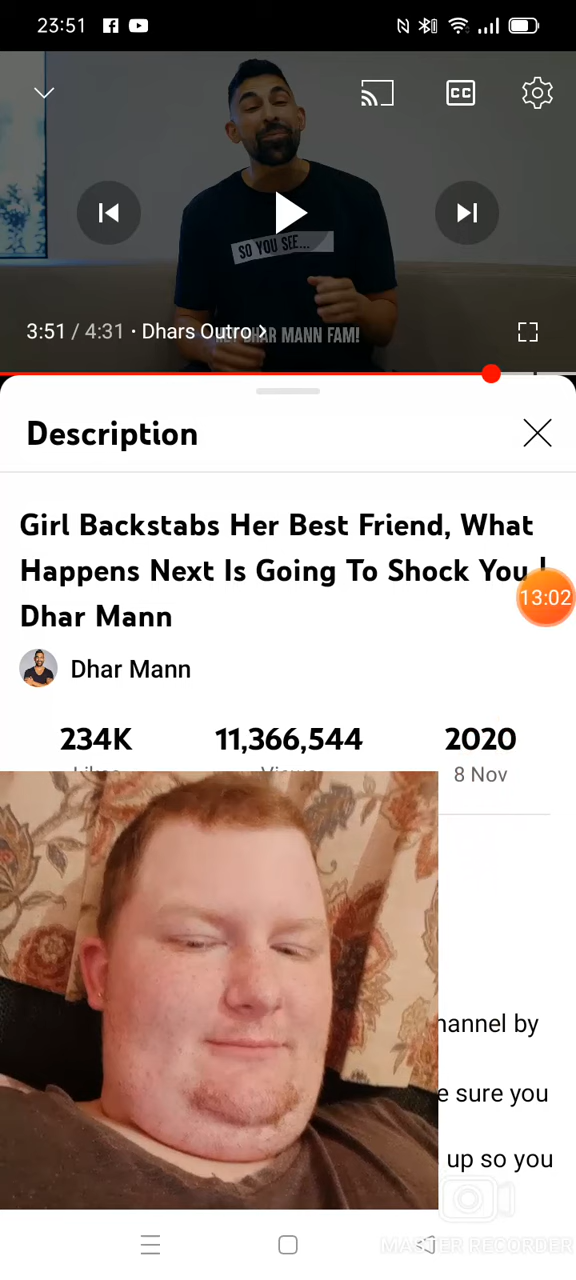 23:51
SO YOU SEE...
3:51 / 4:31 · Dhars Outro
DHAR MANN FAM!
Description
Girl Backstabs Her Best Friend, What
Happens Next Is Going To Shock You |
Dhar Mann
13:02
Dhar Mann
234K 11,366,544 2020
Likes Views 8 Nov
hannel by
e sure you
up so you
MASTER RECORDER